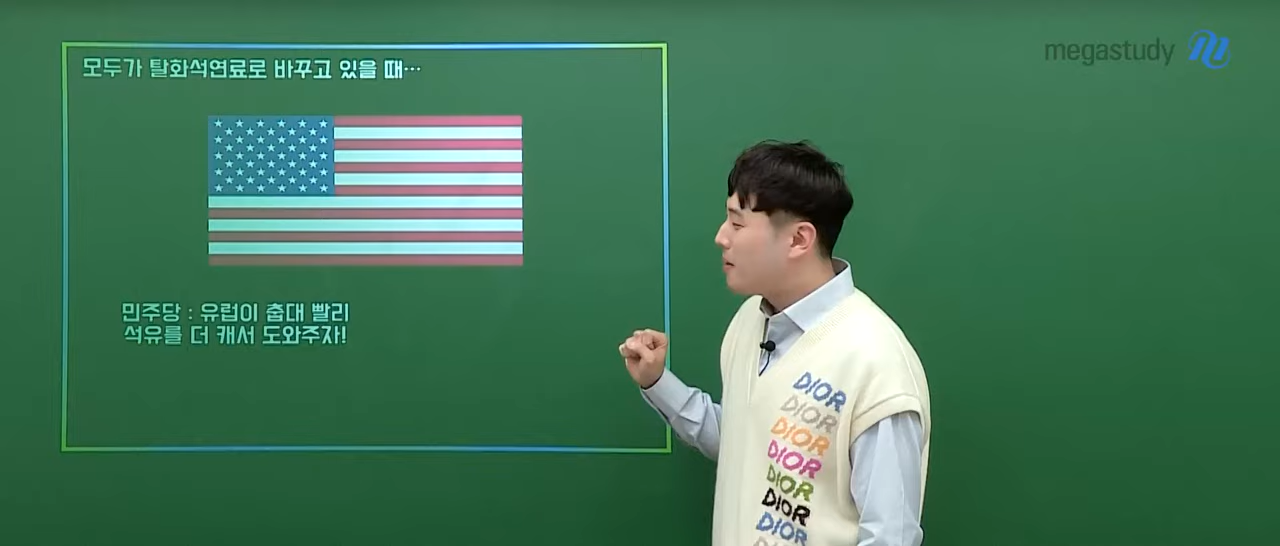 모두가 탈화석연료로 바꾸고 있을 때…
megastudy
민주당 : 유럽이 춥대 빨리
석유를 더 캐서 도와주자!
DIOR
DIOR
DIOR
DIOR
DIOR
DIOR
DIOR